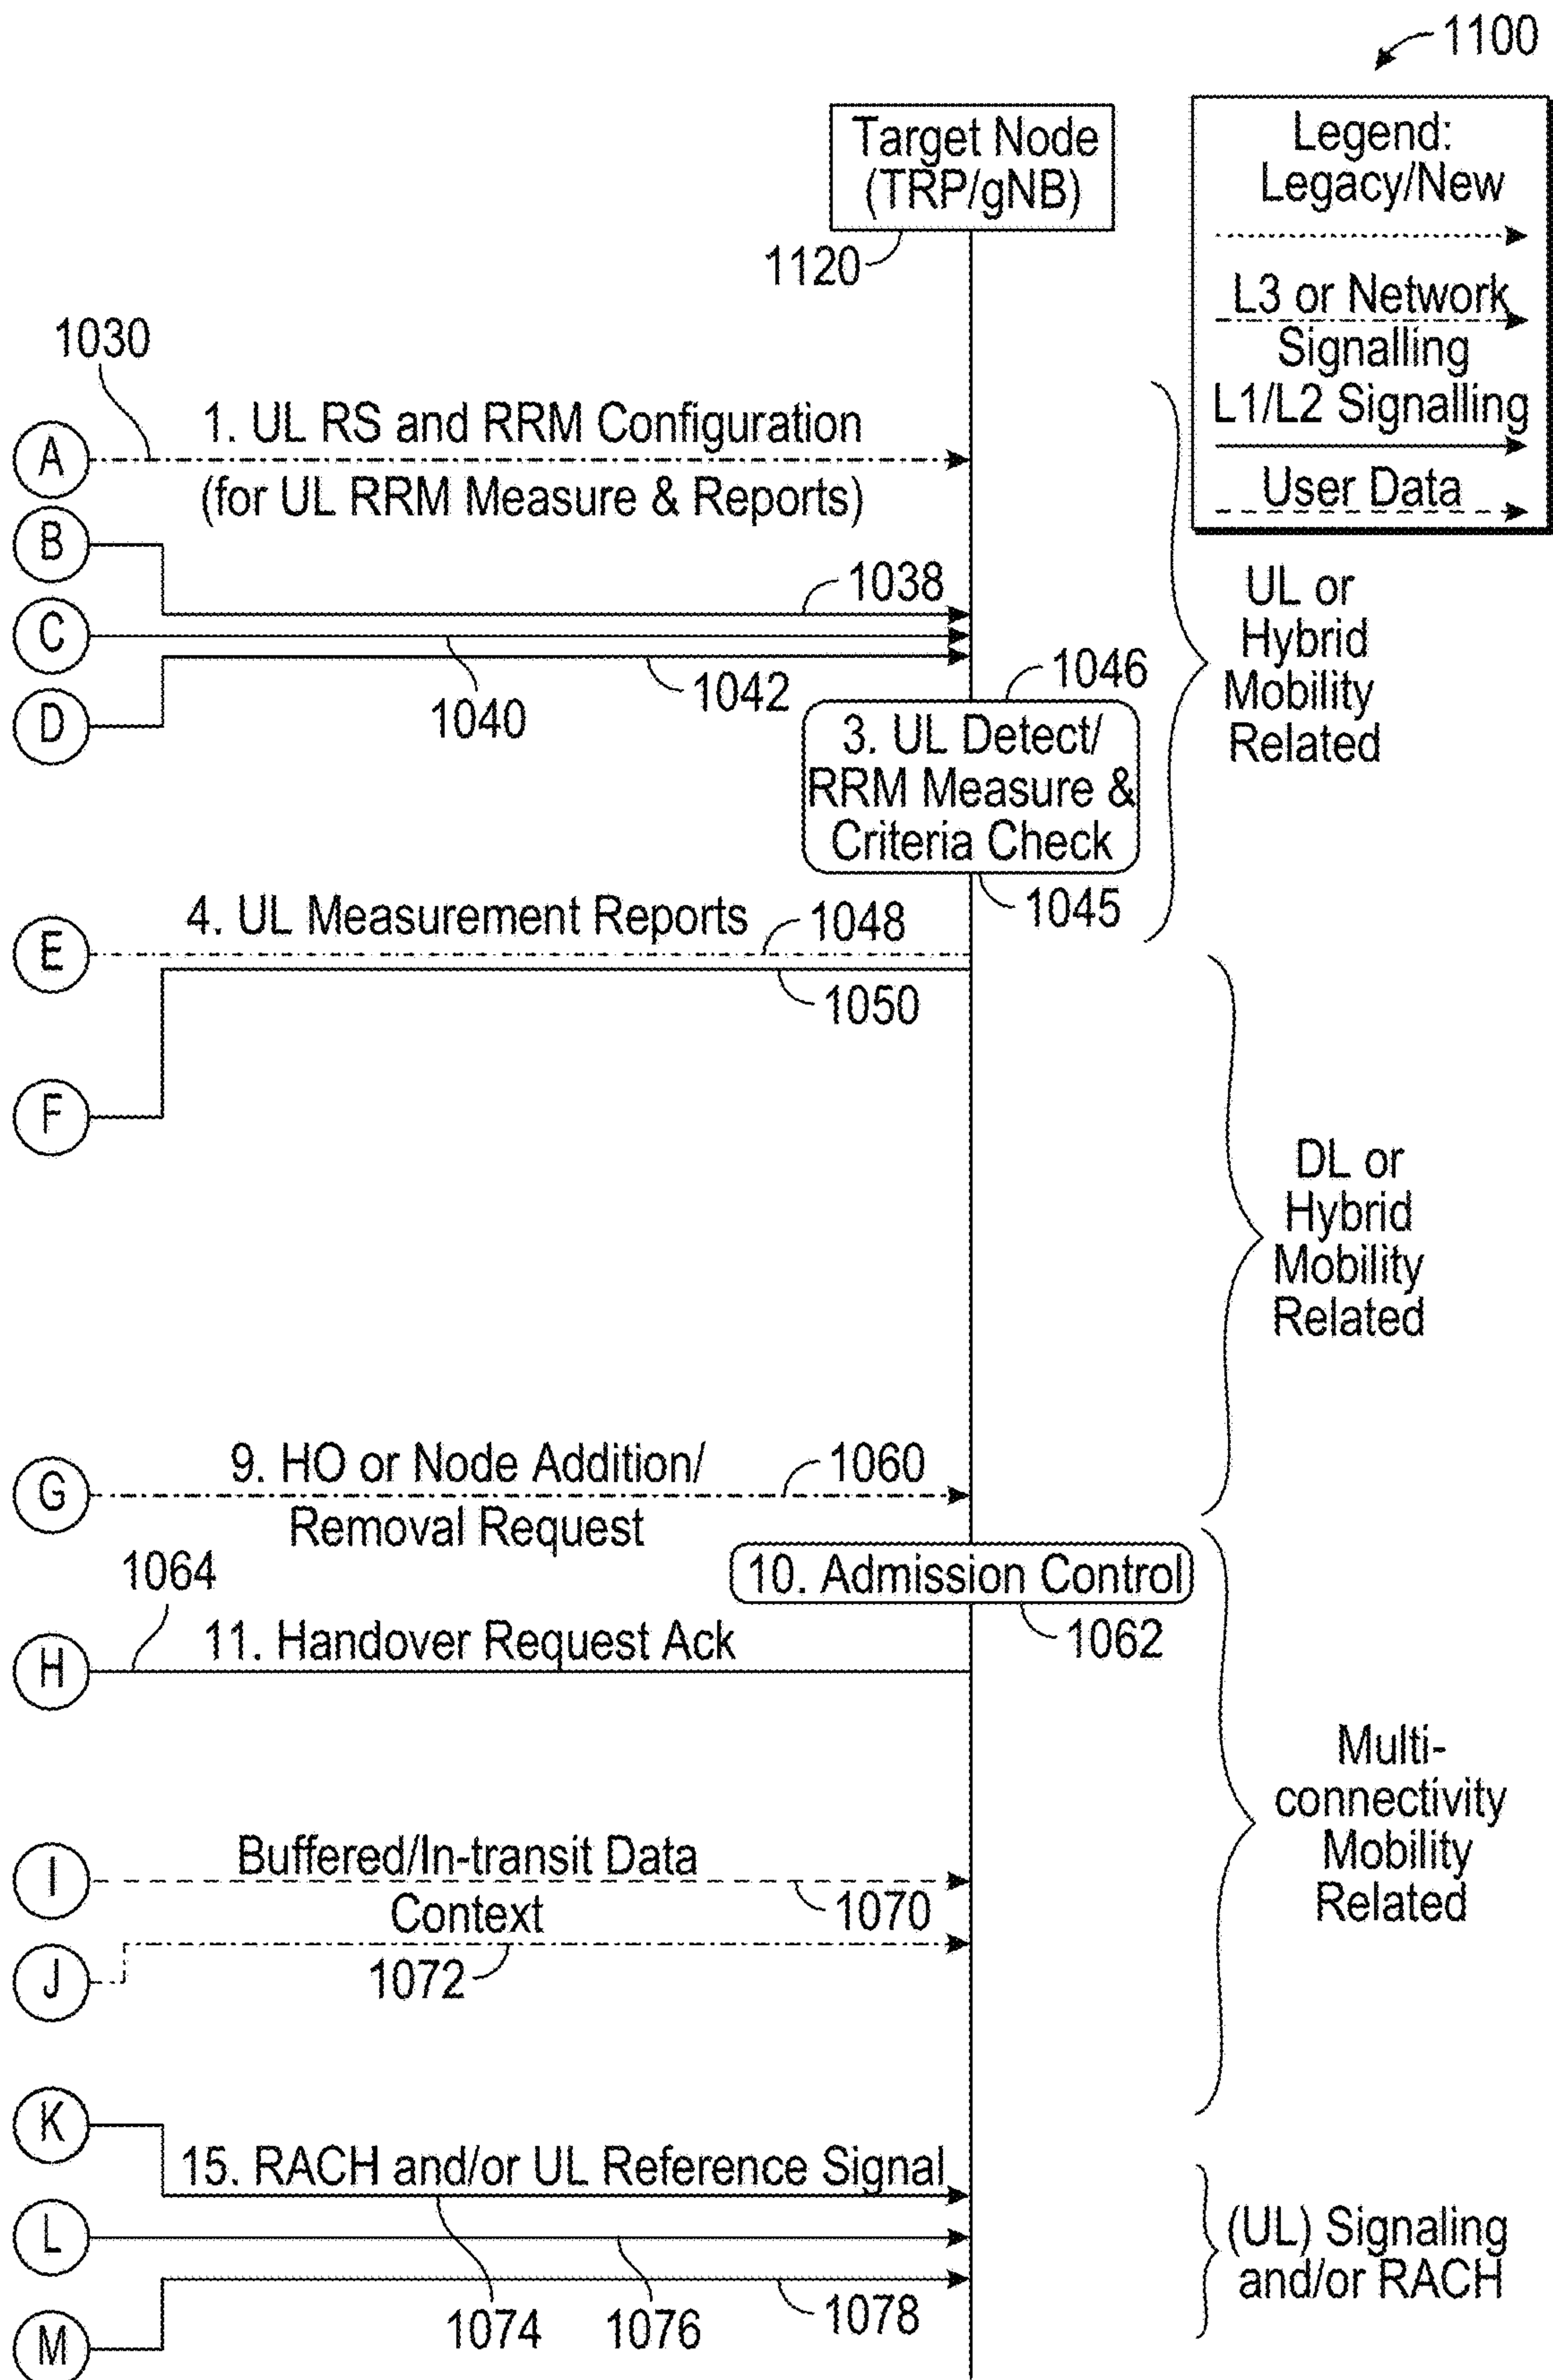 1100
Target Node
(TRP/gNB)
1120
Legend:
Legacy/New
L3 or Network
Signalling
L1/L2 Signalling
User Data
1030
A
1. UL RS and RRM Configuration
(for UL RRM Measure & Reports)
B
1038
C
1040
1042
D
1046
3. UL Detect/
RRM Measure &
Criteria Check
1045
UL or
Hybrid
Mobility
Related
4. UL Measurement Reports
1048
E
1050
F
DL or
Hybrid
Mobility
Related
9. HO or Node Addition/
1060
G
Removal Request
10. Admission Control
1062
1064
11. Handover Request Ack
H
Multi-
connectivity
Mobility
Related
Buffered/In-transit Data
I
1070
Context
J
1072
K
15. RACH and/or UL Reference Signal
L
1074
1076
1078
M
(UL) Signaling
and/or RACH